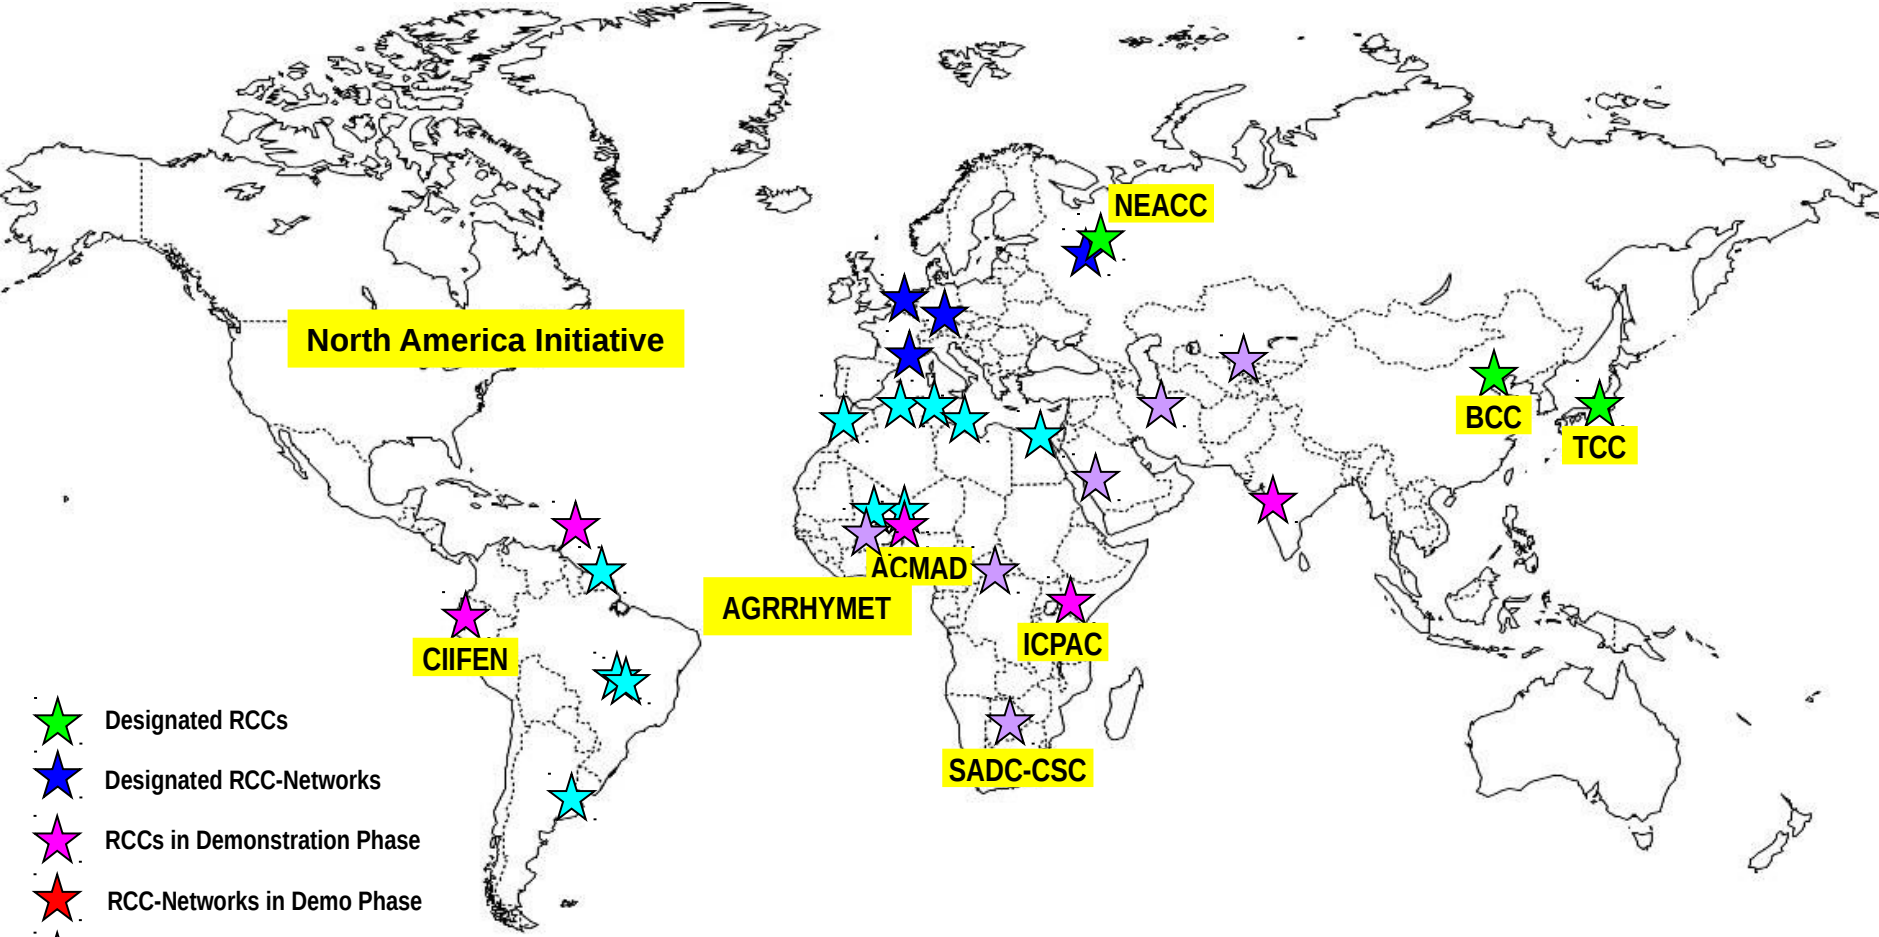 NEACC
North America Initiative
BCC
TCC
ACMAD
AGRRHYMET
ICPAC
CIIFEN
SADC-CSC
Designated RCCs
Designated RCC-Networks
RCCs in Demonstration Phase
RCC-Networks in Demo Phase